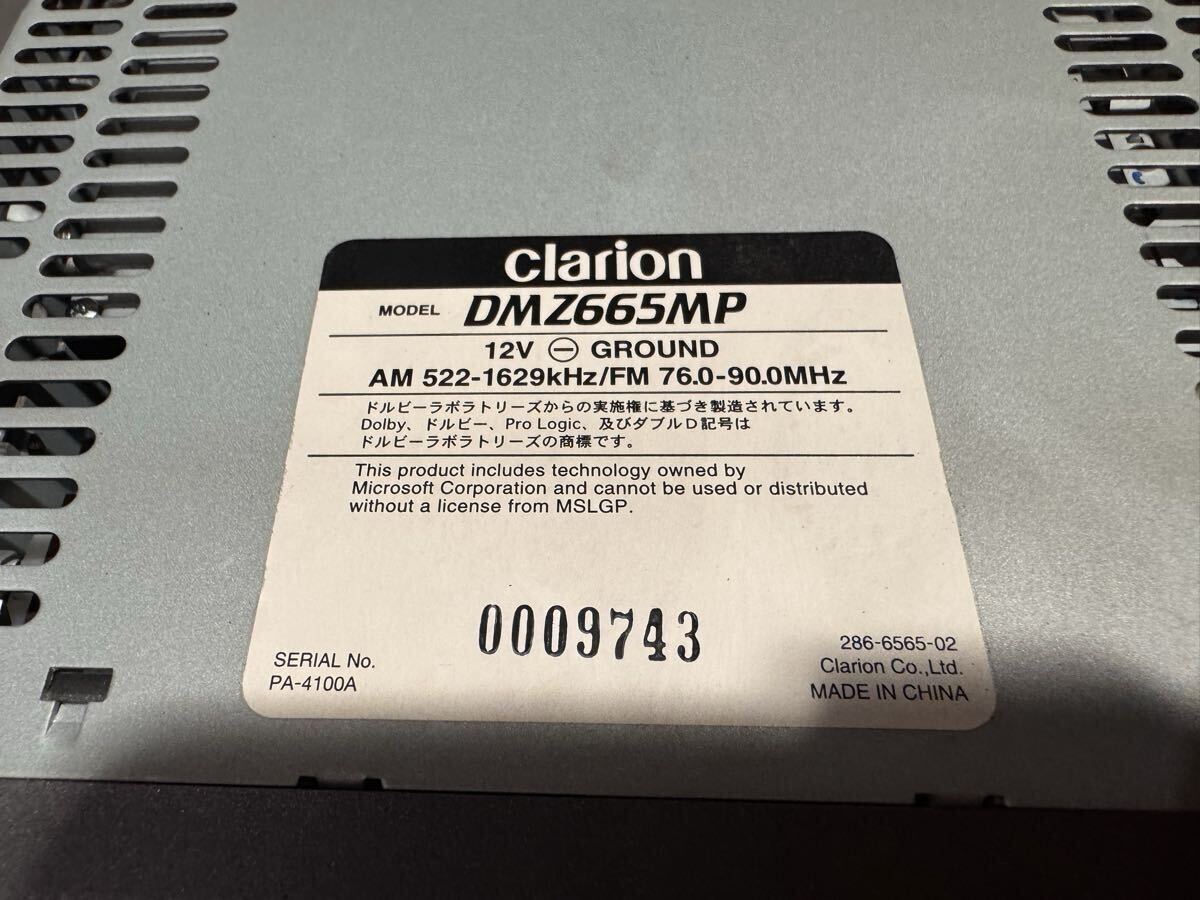 clarion
MODEL DMZ665MP
12V ⊖ GROUND
AM 522-1629kHz/FM 76.0-90.0MHz
ドルビーラボラトリーズからの実施権に基づき製造されています。
Dolby、ドルビー、Pro Logic、及びダブルD記号は
ドルビーラボラトリーズの商標です。
This product includes technology owned by
Microsoft Corporation and cannot be used or distributed
without a license from MSLGP.
0009743
SERIAL No.
PA-4100A
286-6565-02
Clarion Co.,Ltd.
MADE IN CHINA